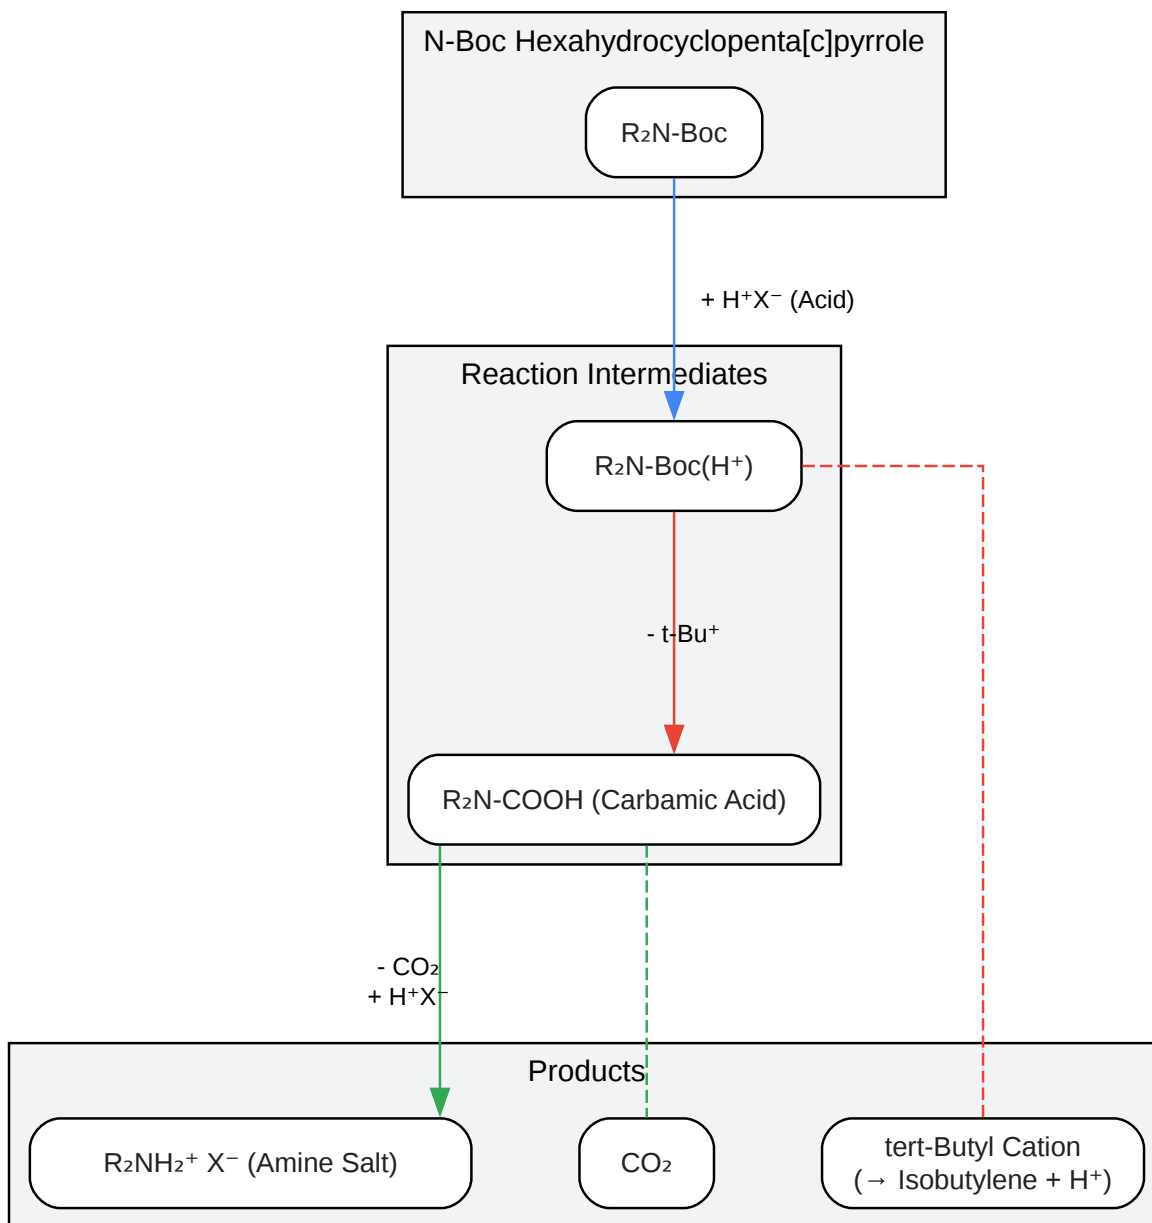 N-Boc Hexahydrocyclopenta[c]pyrrole
R₂N-Boc
+ H⁺X⁻ (Acid)
Reaction Intermediates
R₂N-Boc(H⁺)
- t-Bu⁺
R₂N-COOH (Carbamic Acid)
- CO₂
+ H⁺X⁻
Products
R₂NH₂⁺ X⁻ (Amine Salt)
CO₂
tert-Butyl Cation
(→ Isobutylene + H⁺)